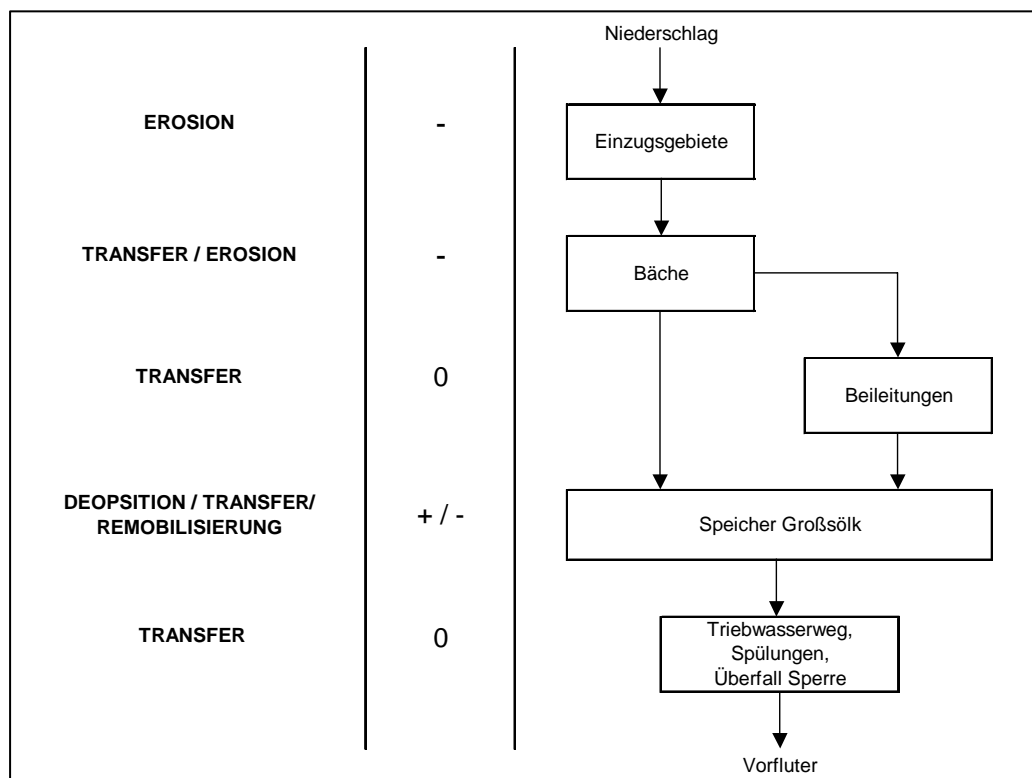 Niederschlag
EROSION
-
Einzugsgebiete
TRANSFER / EROSION
-
Bäche
TRANSFER
0
Beileitungen
DEOPSITION / TRANSFER/
REMOBILISIERUNG
+ / -
Speicher Großsölk
TRANSFER
0
Triebwasserweg,
Spülungen,
Überfall Sperre
Vorfluter